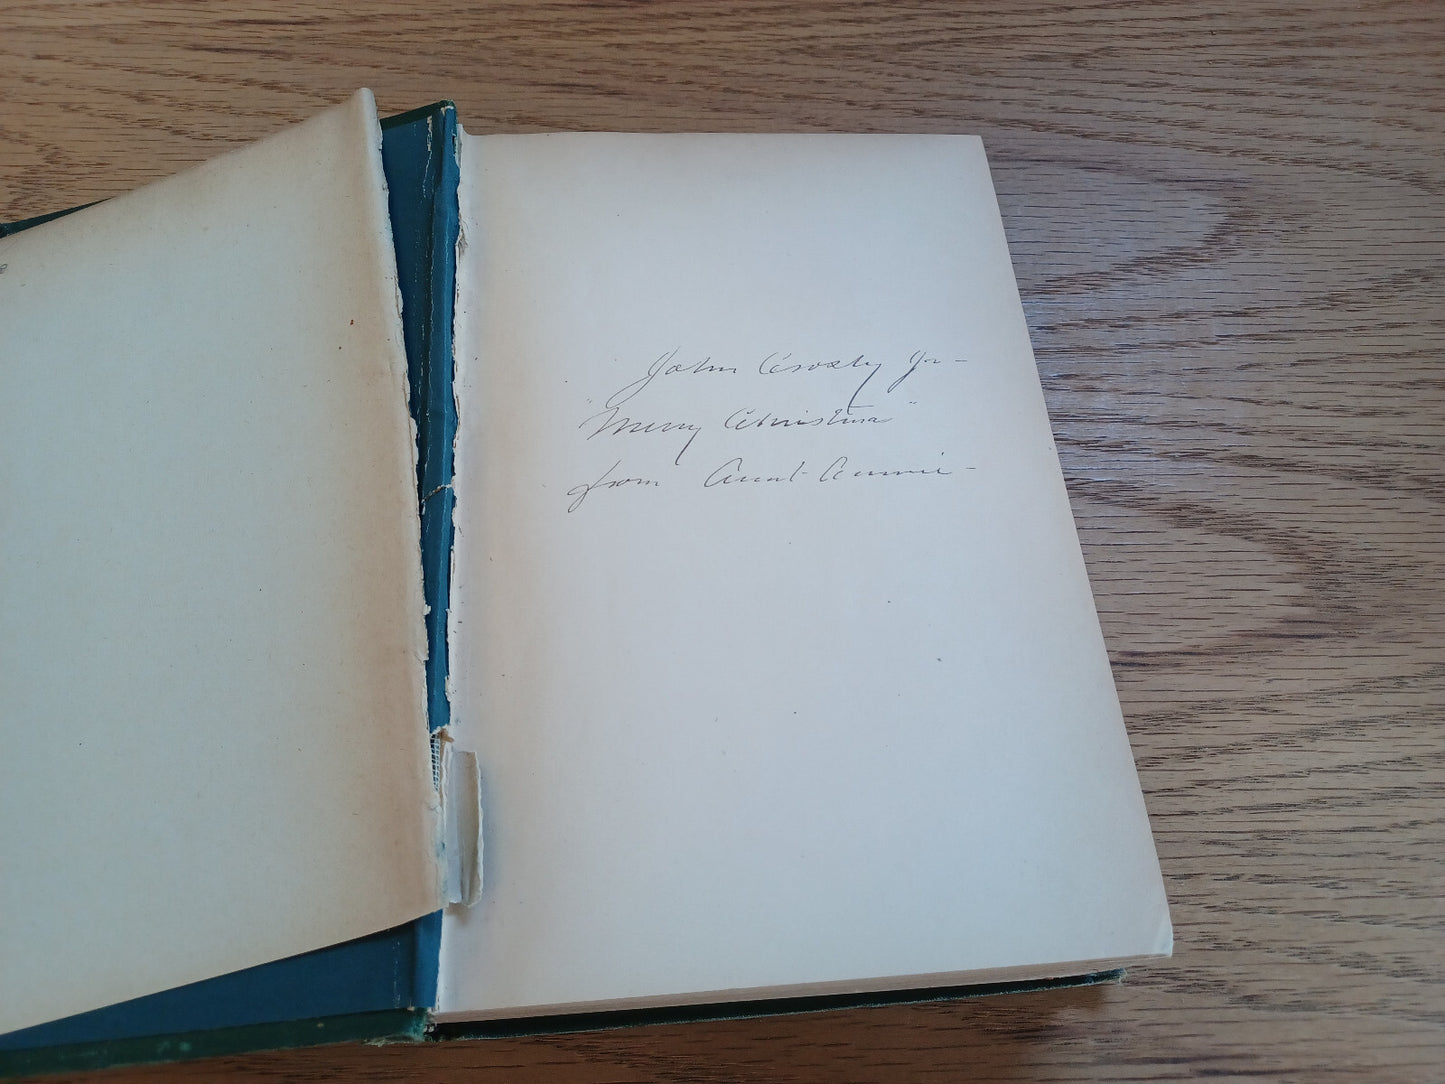 John Crosby Jr -
"Merry Christmas"
from Aunt Annie -